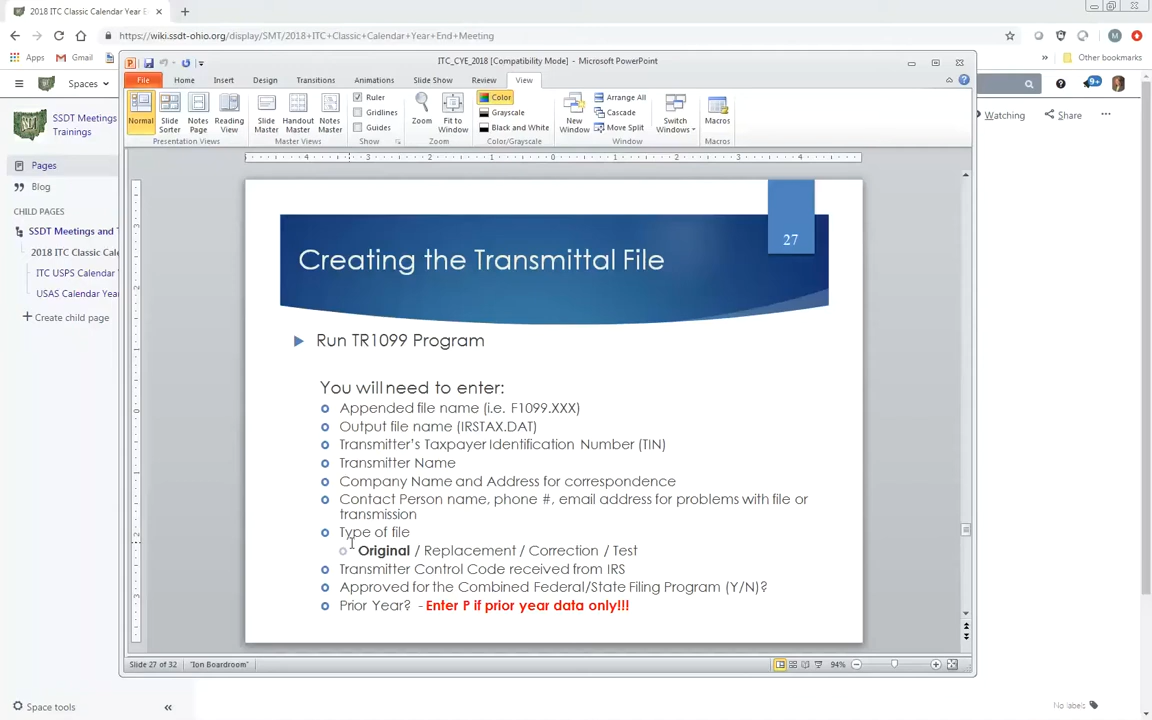 2018 ITC Classic Calendar Year E
https://wiki.ssdt-ohio.org/display/SMT/2018+ITC+Classic+Calendar+Year+End+Meeting
M
Apps
Gmail
Other bookmarks
Spaces
9+
SSDT Meetings
Trainings
Watching
Share
Pages
Blog
CHILD PAGES
SSDT Meetings and T
2018 ITC Classic Cale
ITC USPS Calendar Y
USAS Calendar Year
Create child page
Space tools
No labels
ITC_CYE_2018 [Compatibility Mode] - Microsoft PowerPoint
File
Home
Insert
Design
Transitions
Animations
Slide Show
Review
View
Normal
Slide Sorter
Notes Page
Reading View
Presentation Views
Slide Master
Handout Master
Notes Master
Master Views
Ruler
Gridlines
Guides
Show
Zoom
Fit to Window
Zoom
Color
Grayscale
Black and White
Color/Grayscale
New Window
Arrange All
Cascade
Move Split
Window
Switch Windows
Macros
Macros
27
Creating the Transmittal File
Run TR1099 Program
You will need to enter:
Appended file name (i.e. F1099.XXX)
Output file name (IRSTAX.DAT)
Transmitter's Taxpayer Identification Number (TIN)
Transmitter Name
Company Name and Address for correspondence
Contact Person name, phone #, email address for problems with file or
transmission
Type of file
Original / Replacement / Correction / Test
Transmitter Control Code received from IRS
Approved for the Combined Federal/State Filing Program (Y/N)?
Prior Year? - Enter P if prior year data only!!!
Slide 27 of 32
"Ion Boardroom"
94%